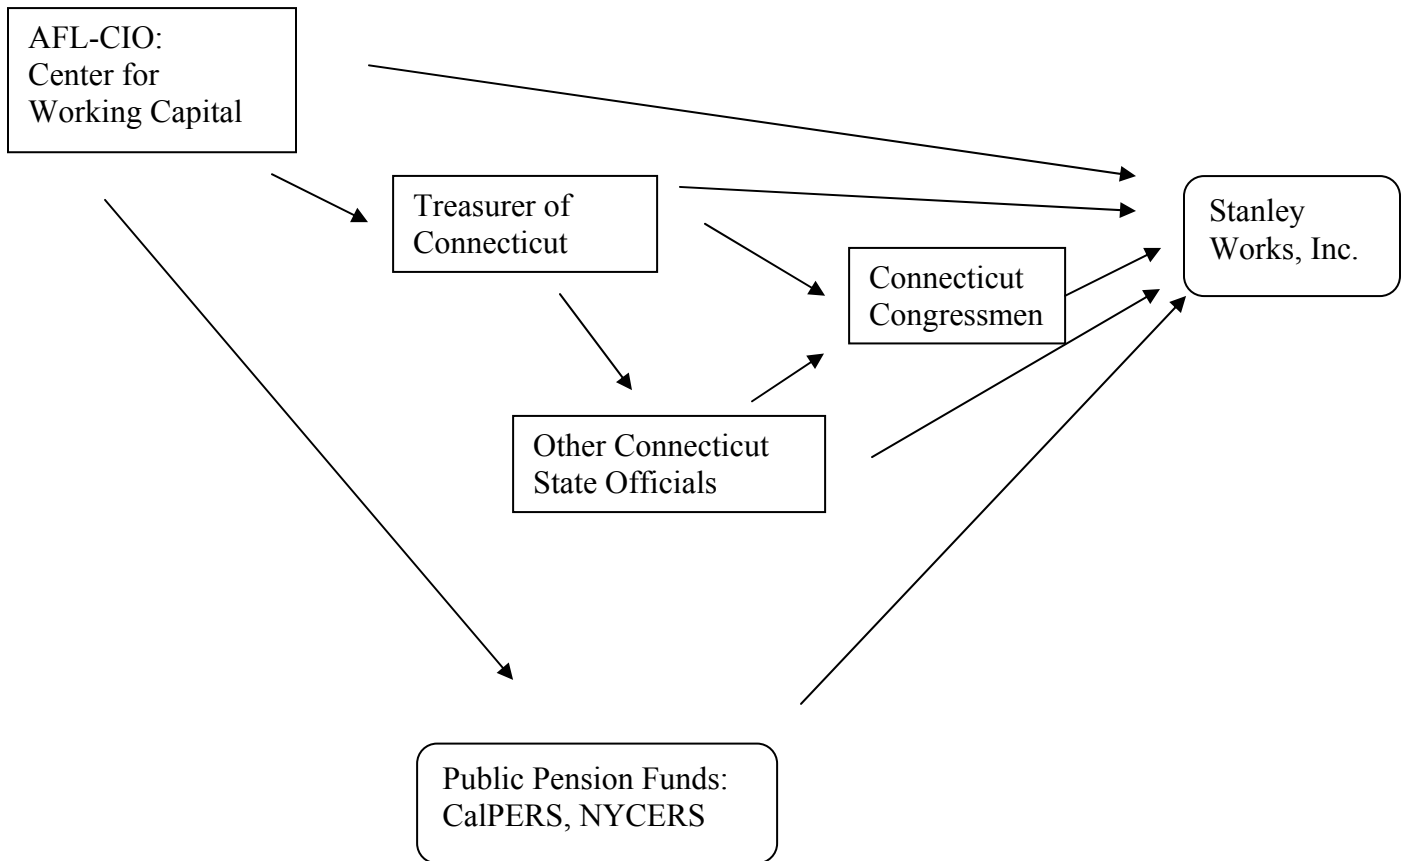 AFL-CIO:
Center for
Working Capital
Treasurer of
Connecticut
Stanley
Works, Inc.
Connecticut
Congressmen
Other Connecticut
State Officials
Public Pension Funds:
CalPERS, NYCERS